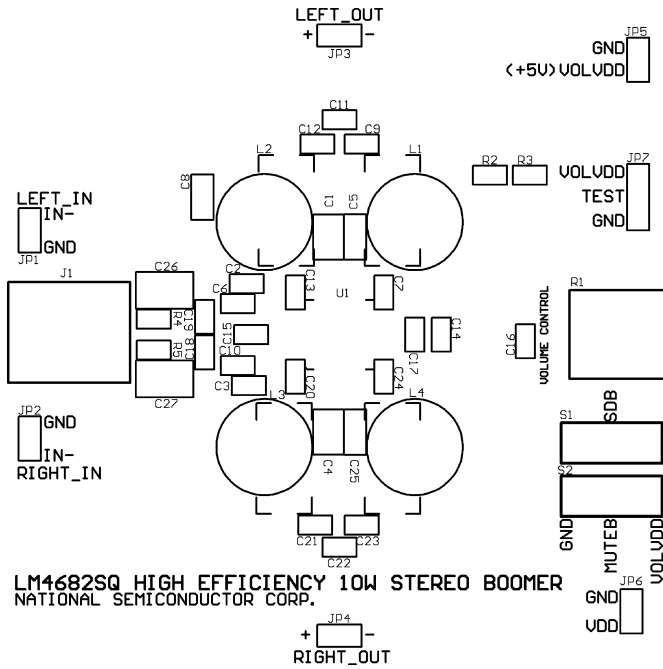 LEFT_OUT
+ -
JP3
JP5
GND
(+5V)VOLVDD
C11
C12 C9
L2 L1
R2 R3
JP7
VOLVDD
TEST
GND
C8
C1 C5
LEFT_IN
IN-
GND
JP1
J1
C26
C2
C6
C13
U1
C7
R1
R4
C19
C15
C17
C14
C16
VOLUME CONTROL
R5
C18
C10
C3
C20
C24
C27
L3 L4
SDB
S1
JP2
GND
IN-
RIGHT_IN
C4 C25
S2
C21 C23
C22
GND
MUTEB
VOLVDD
LM4682SQ HIGH EFFICIENCY 10W STEREO BOOMER
NATIONAL SEMICONDUCTOR CORP.
JP6
GND
VDD
JP4
+ -
RIGHT_OUT